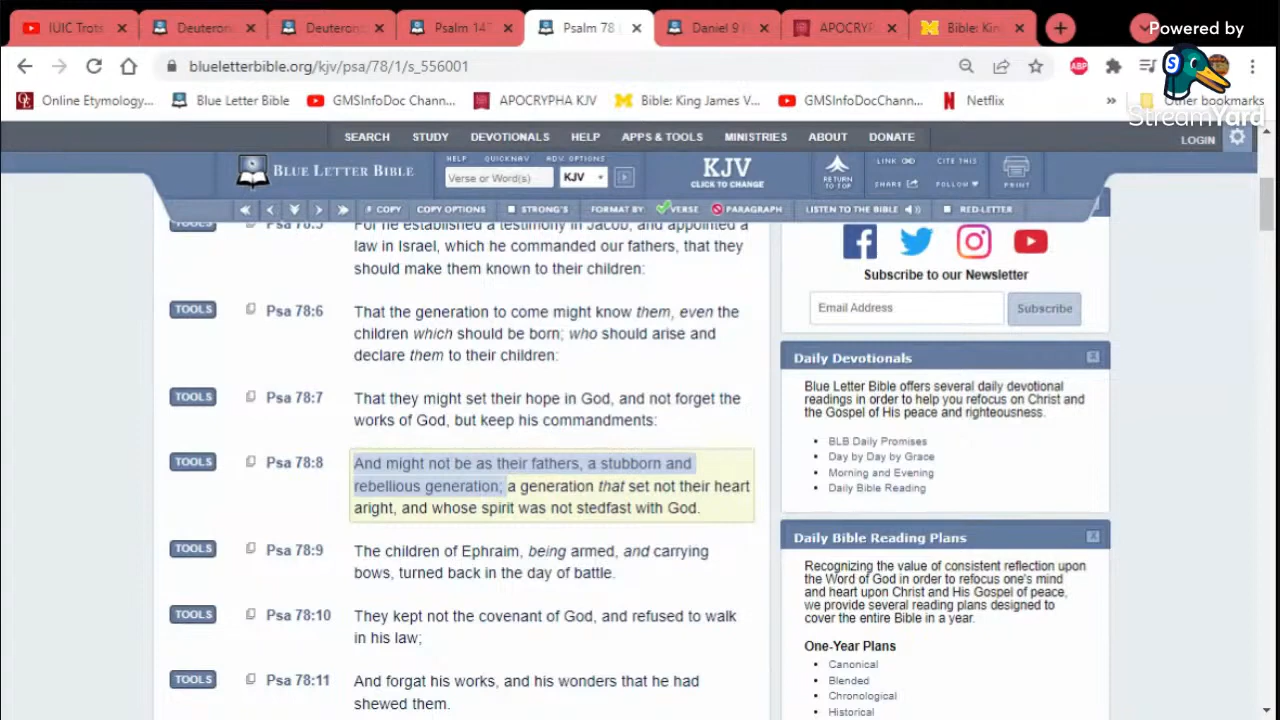 IUIC Trots
Deuteron
Deuteron
Psalm 147
Psalm 78
Daniel 9
APOCRYP
Bible: Kin
Powered by
blueletterbible.org/kjv/psa/78/1/s_556001
ABP
StreamYard
Online Etymology...
Blue Letter Bible
GMSInfoDoc Chann...
APOCRYPHA KJV
Bible: King James V...
GMSInfoDocChann...
Netflix
»
Other bookmarks
SEARCH STUDY DEVOTIONALS HELP APPS & TOOLS MINISTRIES ABOUT DONATE
LOGIN
BLUE LETTER BIBLE
HELP QUICKNAV ADV. OPTIONS
Verse or Word(s) KJV
KJV
CLICK TO CHANGE
RETURN TO TOP
LINK CITE THIS
SHARE FOLLOW PRINT
COPY COPY OPTIONS STRONG'S FORMAT BY VERSE PARAGRAPH LISTEN TO THE BIBLE RED-LETTER
TOOLS Psa 78:5 For he established a testimony in Jacob, and appointed a
law in Israel, which he commanded our fathers, that they
should make them known to their children:
TOOLS Psa 78:6 That the generation to come might know them, even the
children which should be born; who should arise and
declare them to their children:
TOOLS Psa 78:7 That they might set their hope in God, and not forget the
works of God, but keep his commandments:
TOOLS Psa 78:8 And might not be as their fathers, a stubborn and
rebellious generation; a generation that set not their heart
aright, and whose spirit was not stedfast with God.
TOOLS Psa 78:9 The children of Ephraim, being armed, and carrying
bows, turned back in the day of battle.
TOOLS Psa 78:10 They kept not the covenant of God, and refused to walk
in his law;
TOOLS Psa 78:11 And forgat his works, and his wonders that he had
shewed them.
Subscribe to our Newsletter
Email Address Subscribe
Daily Devotionals
Blue Letter Bible offers several daily devotional
readings in order to help you refocus on Christ and
the Gospel of His peace and righteousness.
BLB Daily Promises
Day by Day by Grace
Morning and Evening
Daily Bible Reading
Daily Bible Reading Plans
Recognizing the value of consistent reflection upon
the Word of God in order to refocus one's mind
and heart upon Christ and His Gospel of peace,
we provide several reading plans designed to
cover the entire Bible in a year.
One-Year Plans
Canonical
Blended
Chronological
Historical